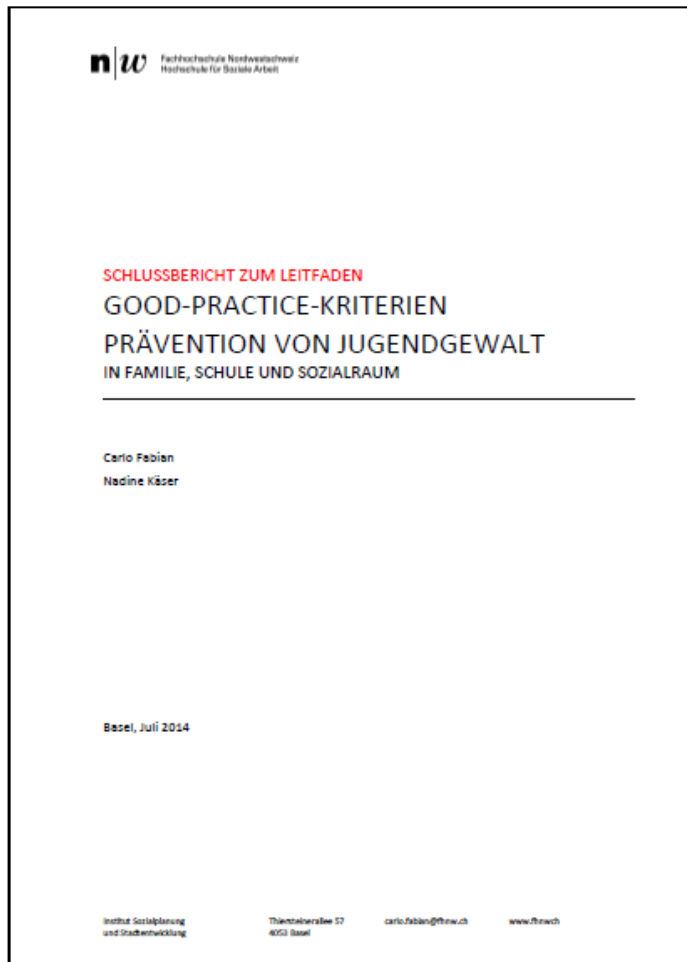 n|w Fachhochschule Nordwestschweiz
Hochschule für Soziale Arbeit
SCHLUSSBERICHT ZUM LEITFADEN
GOOD-PRACTICE-KRITERIEN
PRÄVENTION VON JUGENDGEWALT
IN FAMILIE, SCHULE UND SOZIALRAUM
Carlo Fabian
Nadine Käser
Basel, Juli 2014
Institut Sozialplanung
und Stadtentwicklung
Thiersteinerallee 57
4053 Basel
carlo.fabian@fhnw.ch
www.fhnw.ch